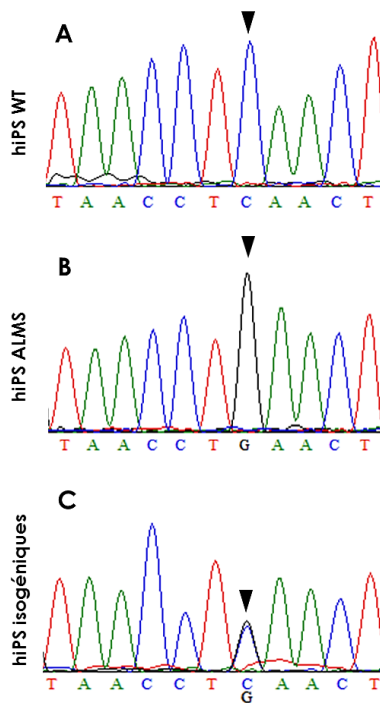 A
hiPS WT
T A A C C T C A A C T
B
hiPS ALMS
T A A C C T G A A C T
C
hiPS isogéniques
T A A C C T C A A C T
G